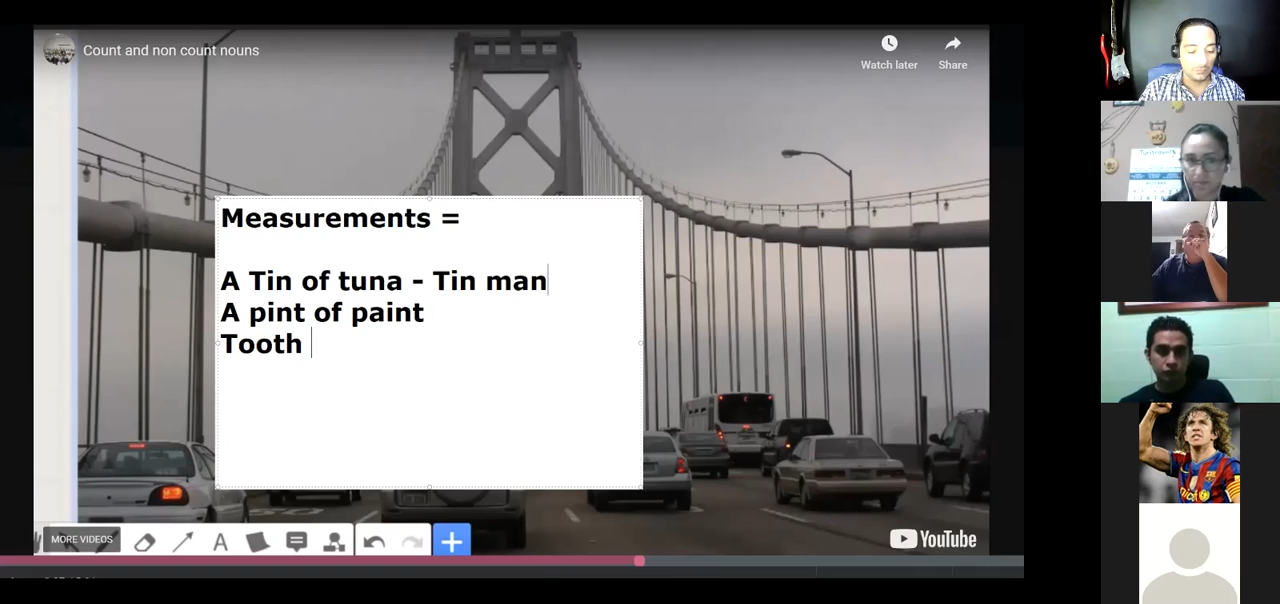 Count and non count nouns
Watch later
Share
Measurements =
A Tin of tuna - Tin man
A pint of paint
Tooth
MORE VIDEOS
YouTube